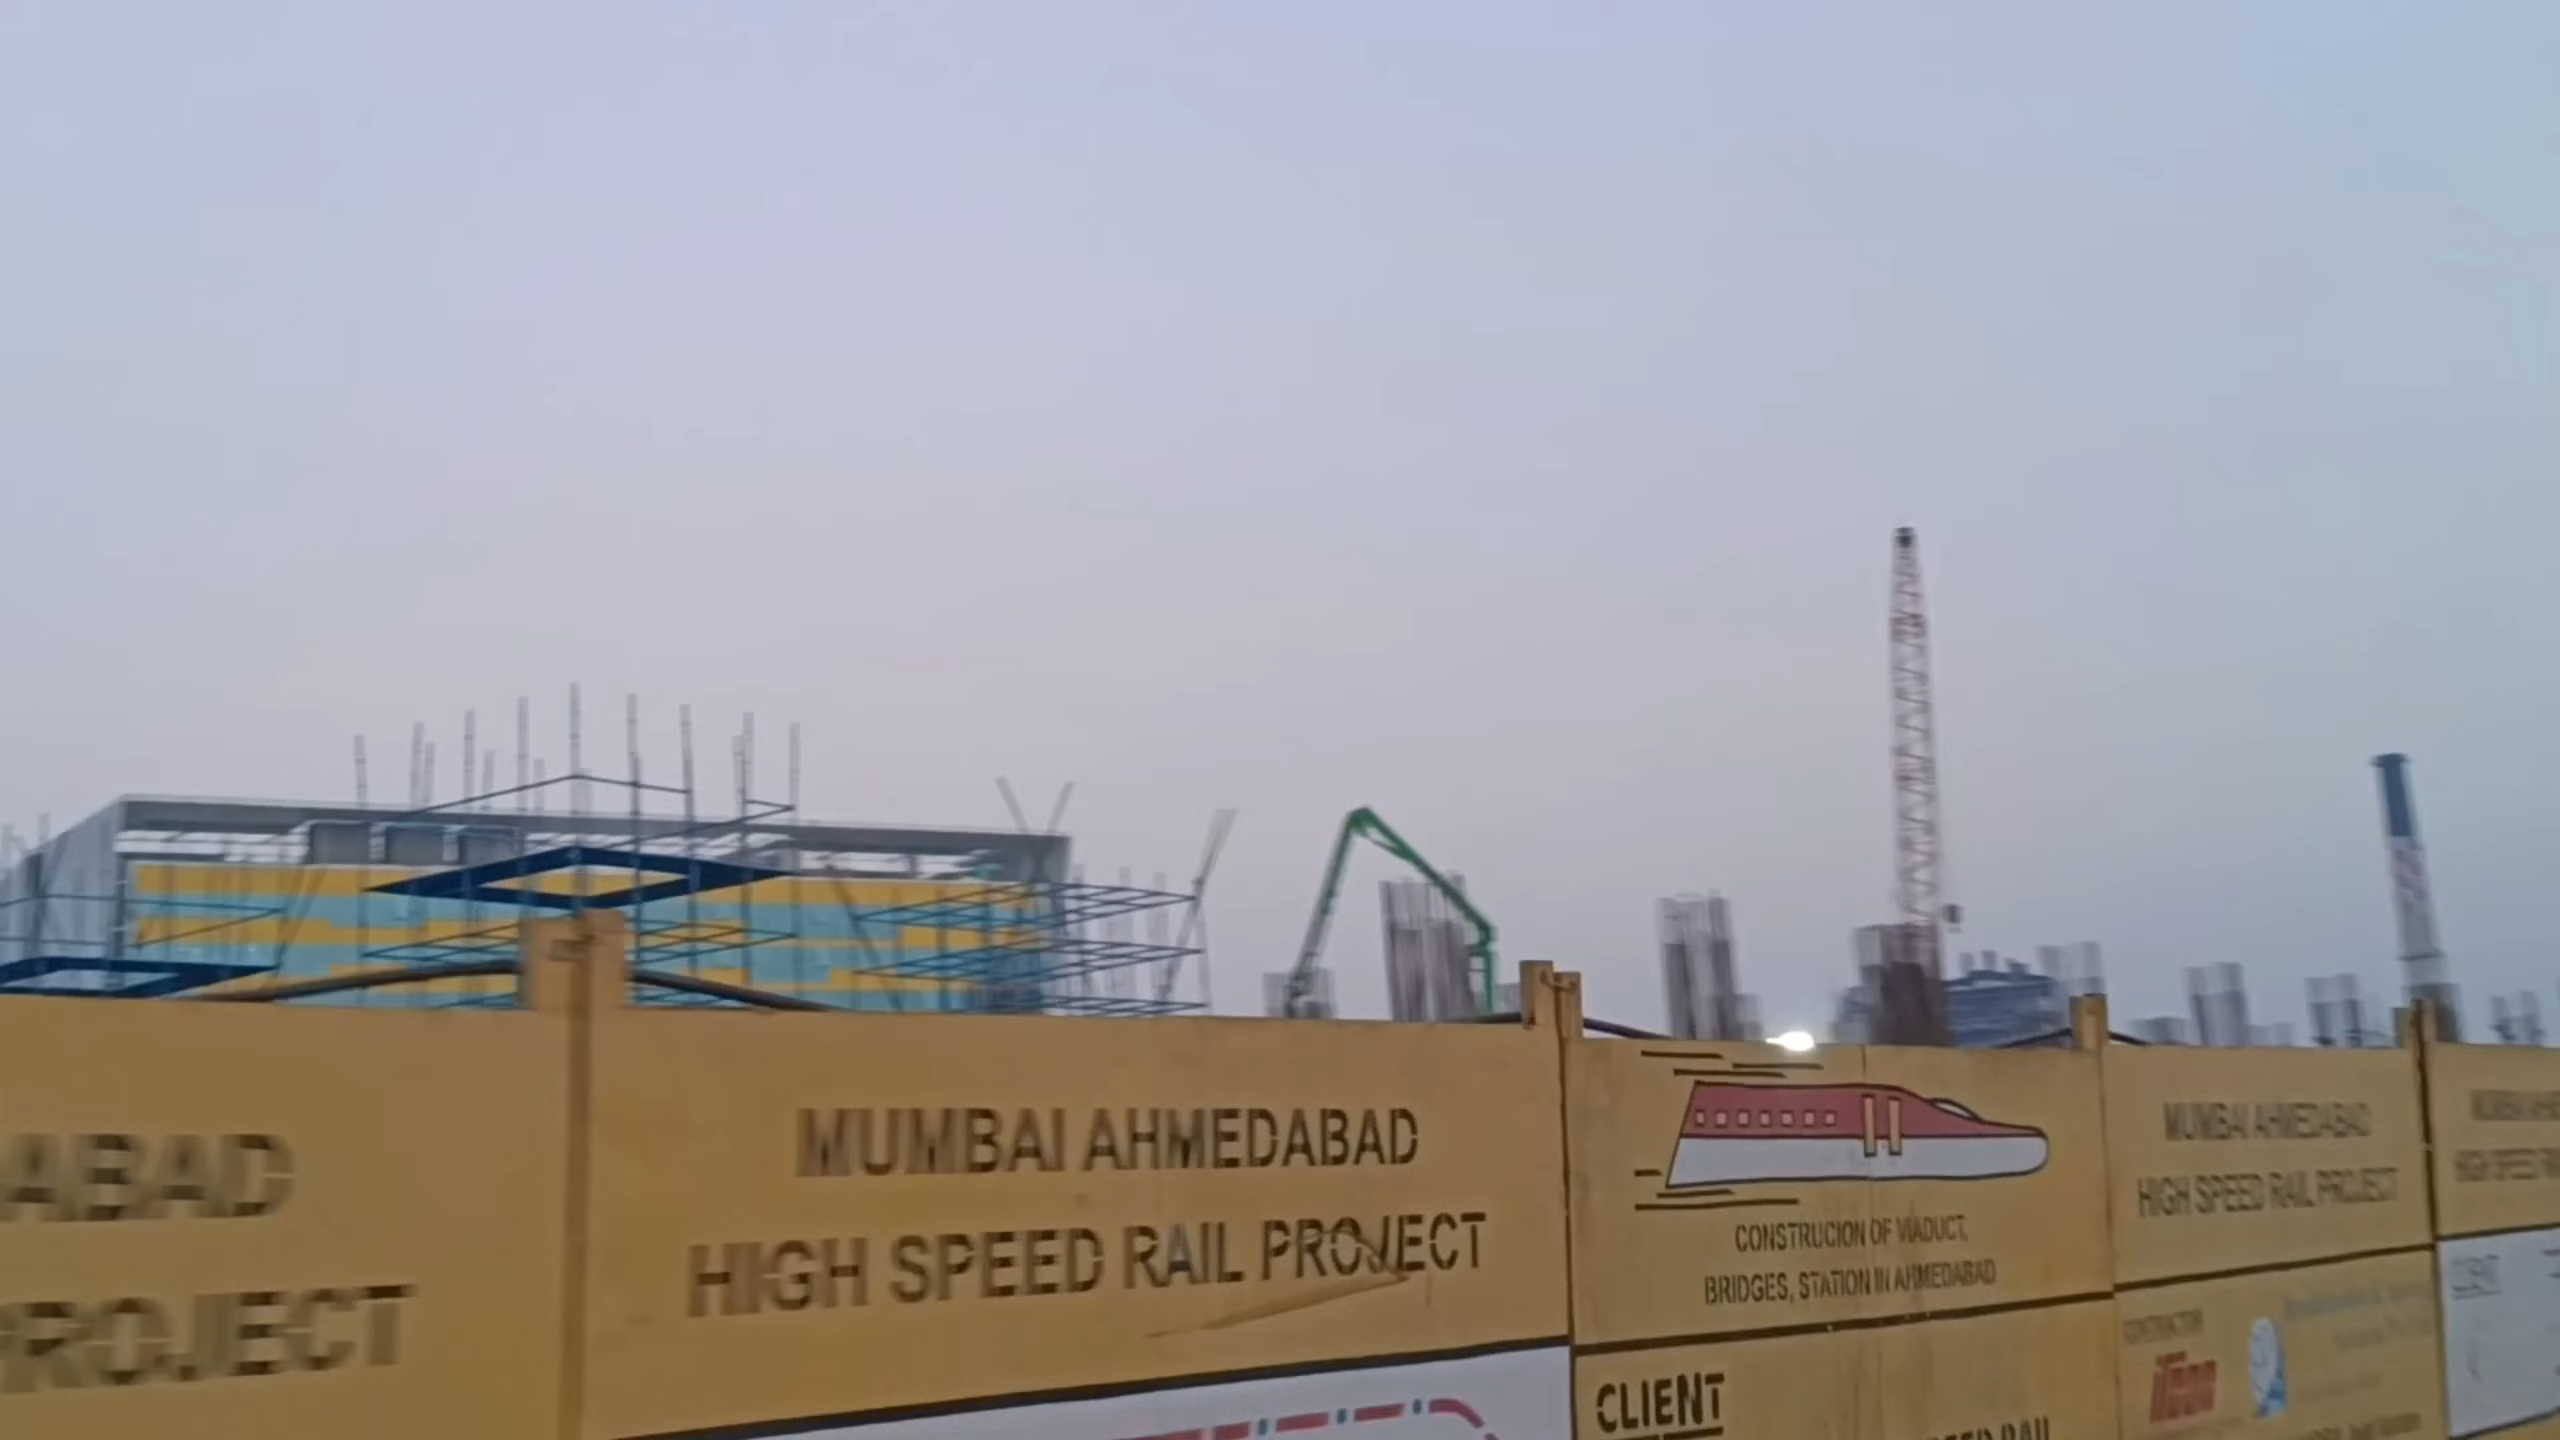 ABAD
PROJECT
MUMBAI AHMEDABAD
HIGH SPEED RAIL PROJECT
CONSTRUCION OF VIADUCT,
BRIDGES, STATION IN AHMEDABAD
CLIENT
MUMBAI AHMEDABAD
HIGH SPEED RAIL PROJECT
CONTRACTOR
CLIENT